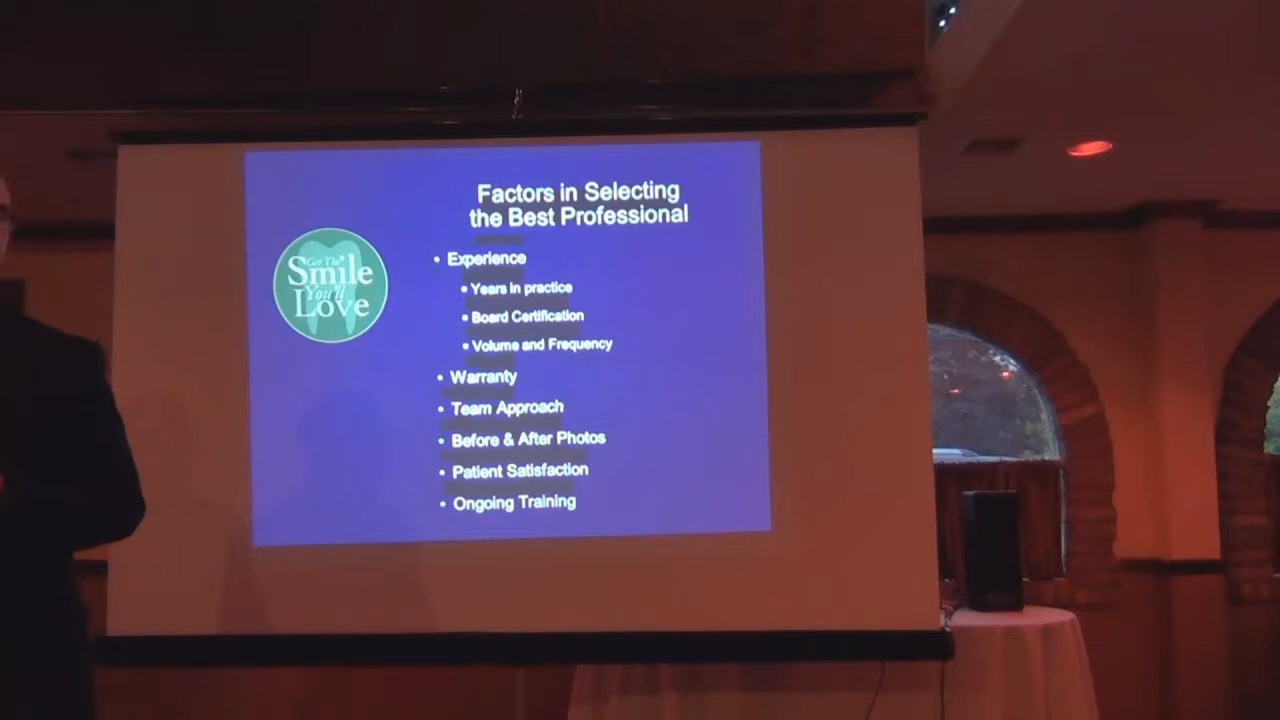 Factors in Selecting
the Best Professional
Get The
Smile
You'll
Love
• Experience
▪ Years in practice
▪ Board Certification
▪ Volume and Frequency
• Warranty
• Team Approach
• Before & After Photos
• Patient Satisfaction
• Ongoing Training